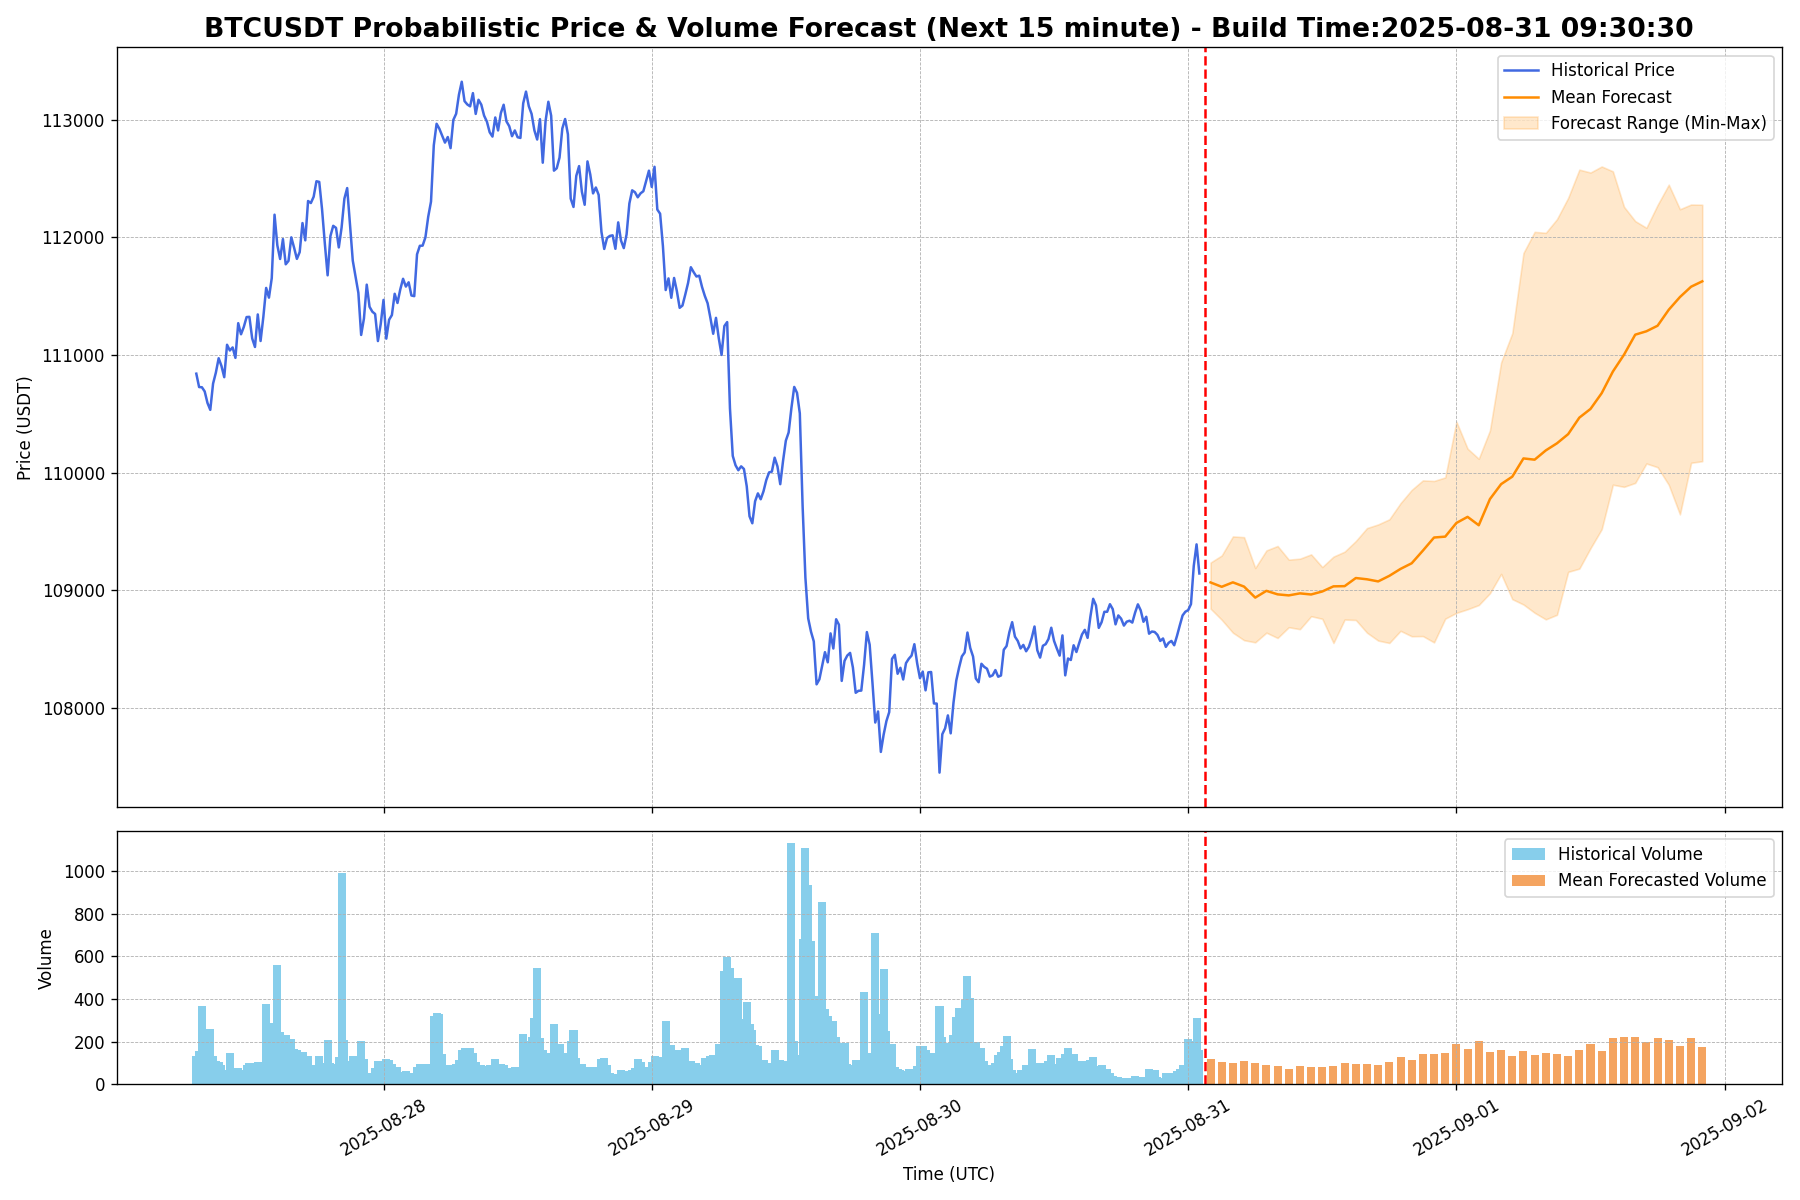 BTCUSDT Probabilistic Price & Volume Forecast (Next 15 minute) - Build Time:2025-08-31 09:30:30
Historical Price
Mean Forecast
Forecast Range (Min-Max)
113000
112000
111000
110000
109000
108000
Price (USDT)
Historical Volume
Mean Forecasted Volume
1000
800
600
400
200
0
Volume
2025-08-28
2025-08-29
2025-08-30
2025-08-31
2025-09-01
2025-09-02
Time (UTC)